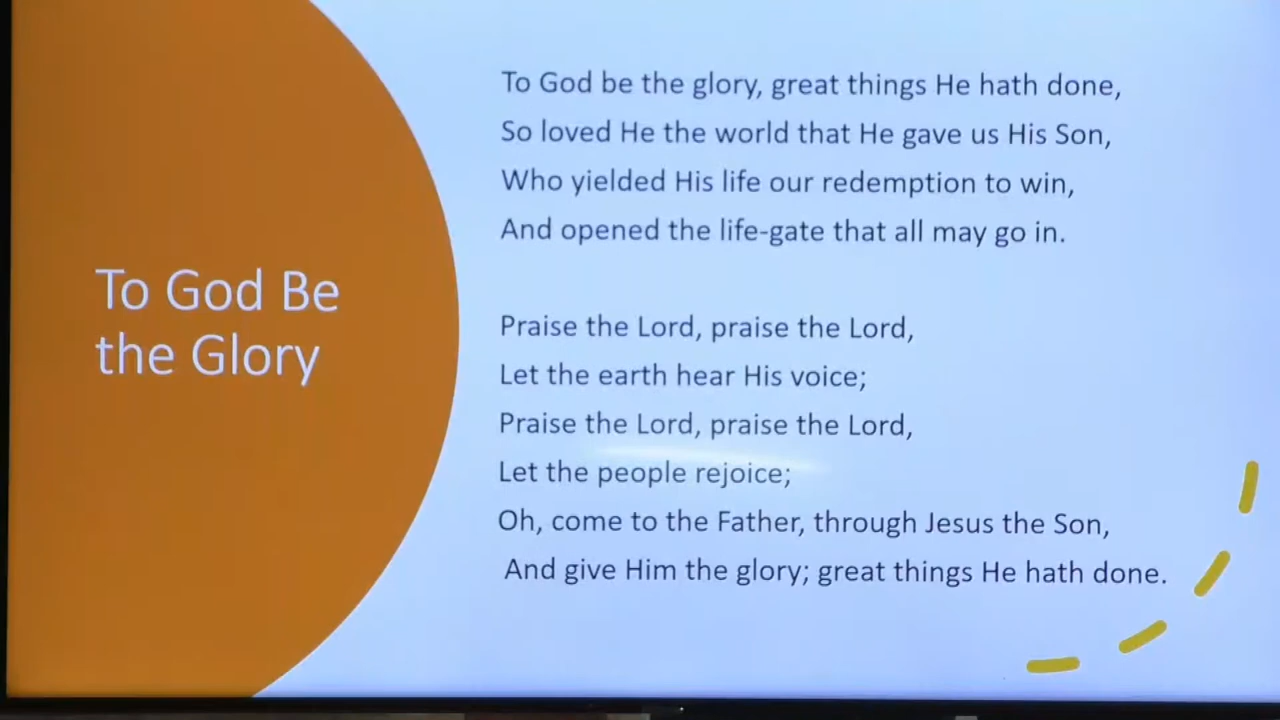 To God Be
the Glory
To God be the glory, great things He hath done,
So loved He the world that He gave us His Son,
Who yielded His life our redemption to win,
And opened the life-gate that all may go in.
Praise the Lord, praise the Lord,
Let the earth hear His voice;
Praise the Lord, praise the Lord,
Let the people rejoice;
Oh, come to the Father, through Jesus the Son,
And give Him the glory; great things He hath done.